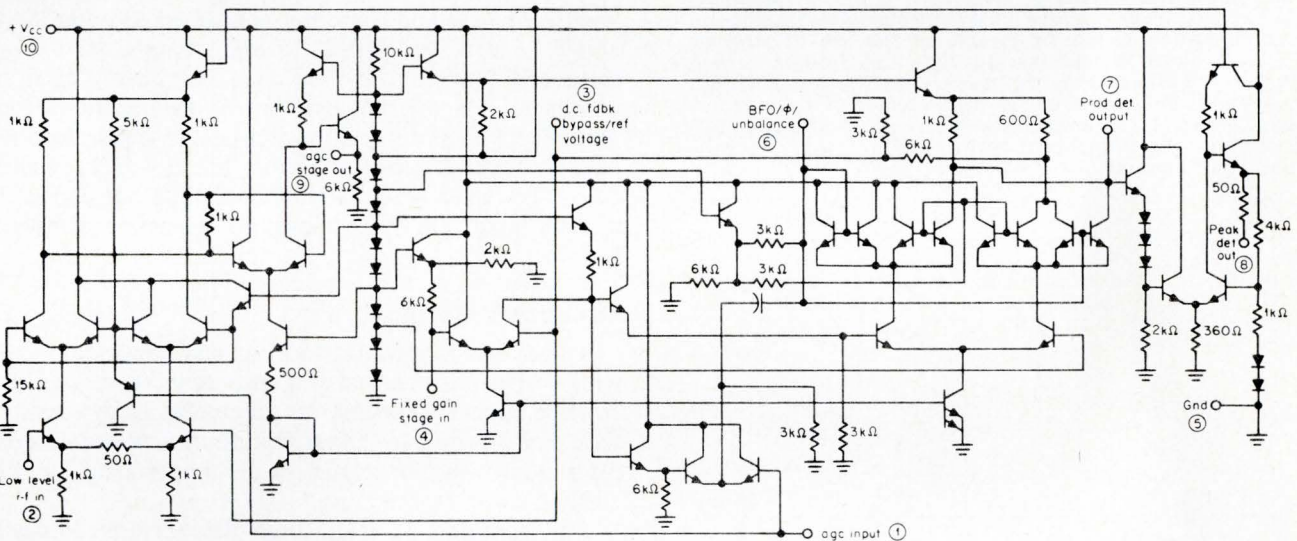 + Vcc
10
10kΩ
3
d.c. fdbk
bypass/ref
voltage
BFO/φ/
unbalance
6
7
Prod det.
output
1kΩ
5kΩ
1kΩ
1kΩ
2kΩ
3kΩ
1kΩ
600Ω
1kΩ
agc
stage out
9
6kΩ
6kΩ
50Ω
1kΩ
3kΩ
Peak
det
out
8
4kΩ
2kΩ
1kΩ
6kΩ
6kΩ
3kΩ
2kΩ
360Ω
1kΩ
15kΩ
500Ω
Fixed gain
stage in
4
Gnd
5
50Ω
3kΩ
3kΩ
1kΩ
1kΩ
Low level
r-f in
2
6kΩ
agc input 1